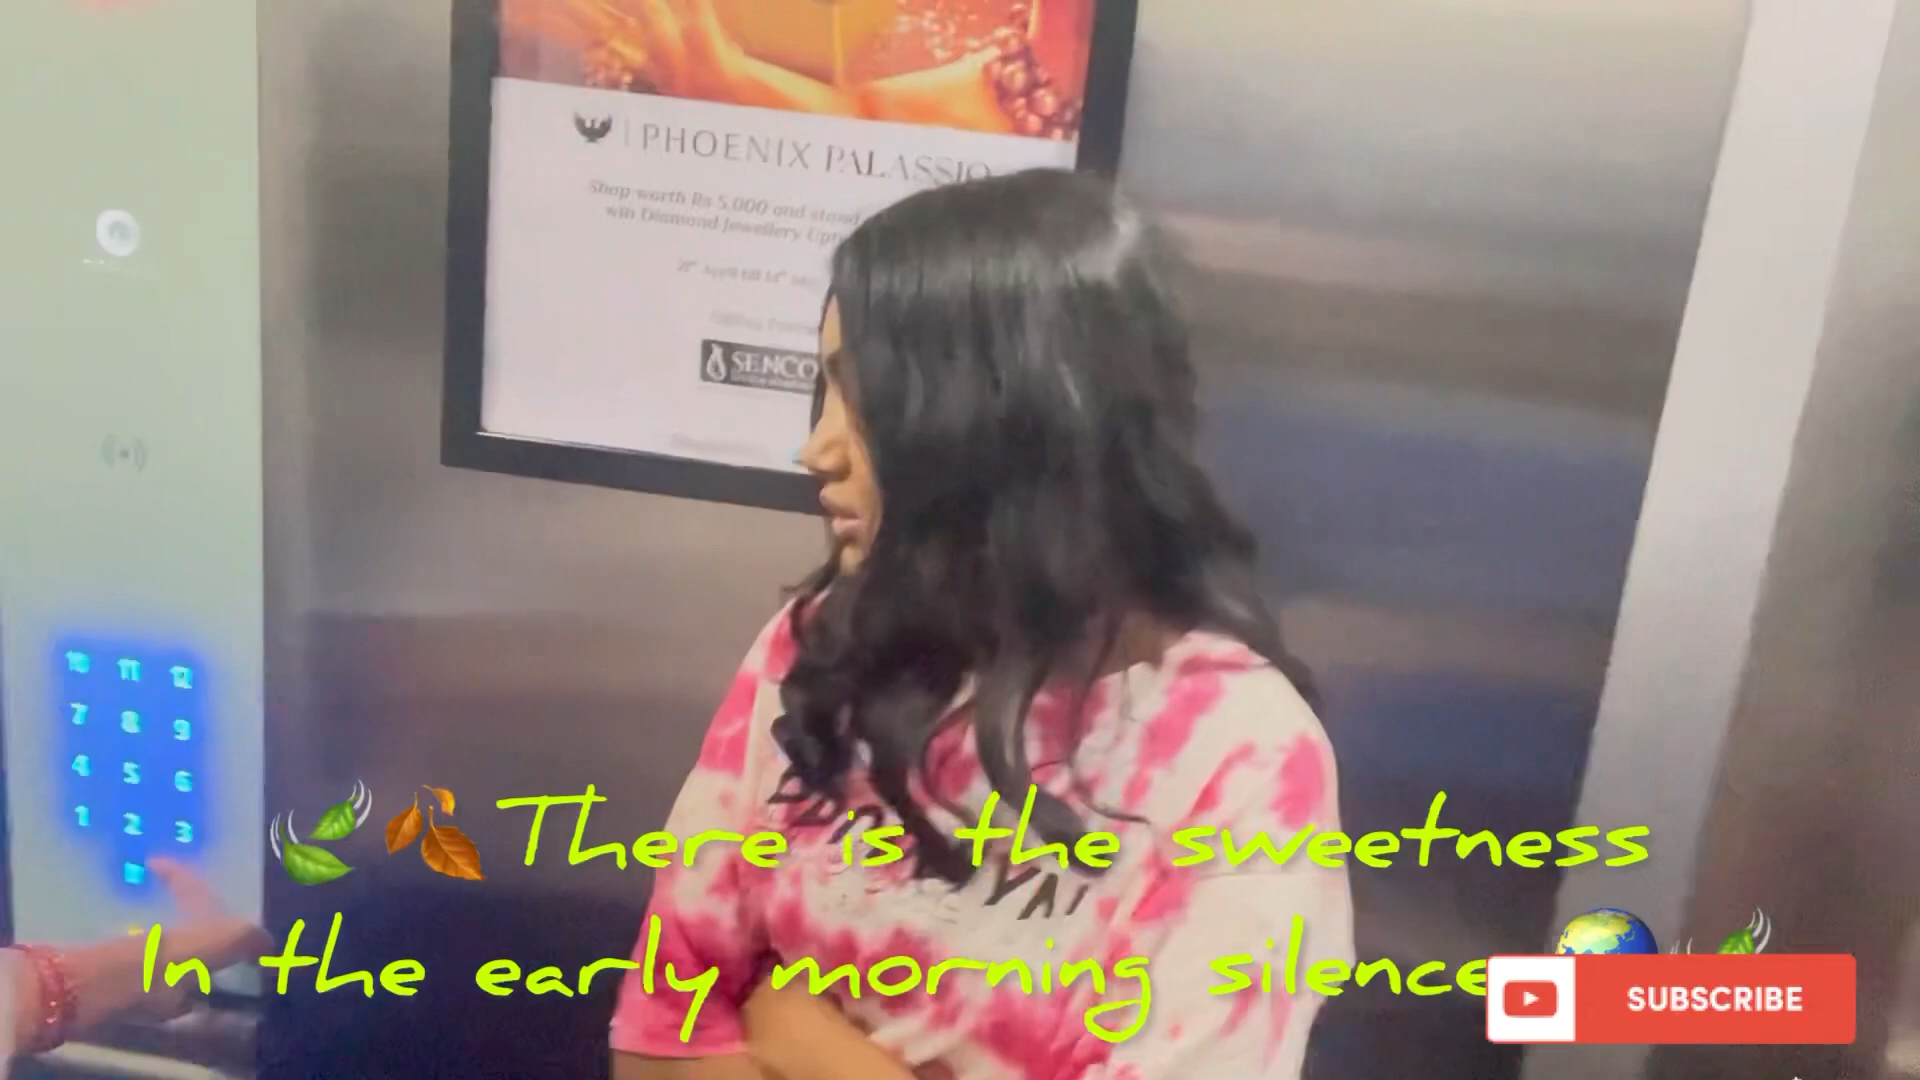 PHOENIX PALASSIO
Shop worth Rs 5,000 and stand
win Diamond Jewellery
SENCO
10 11 12
7 8 9
4 5 6
1 2 3
There is the sweetness
In the early morning silence
SUBSCRIBE